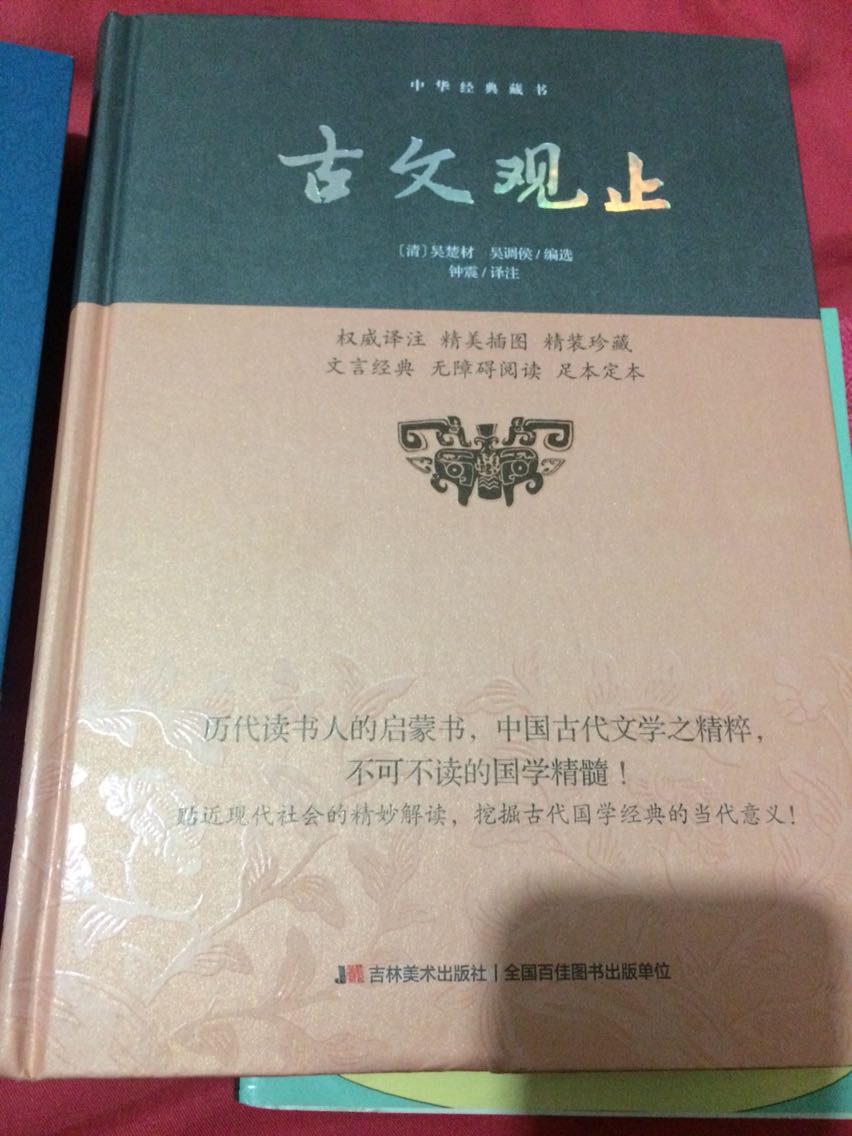 中华经典藏书
古文观止
〔清〕吴楚材 吴调侯/编选
钟震/译注
权威译注 精美插图 精装珍藏
文言经典 无障碍阅读 足本定本
历代读书人的启蒙书，中国古代文学之精粹，
不可不读的国学精髓！
贴近现代社会的精妙解读，挖掘古代国学经典的当代意义！
吉林美术出版社|全国百佳图书出版单位